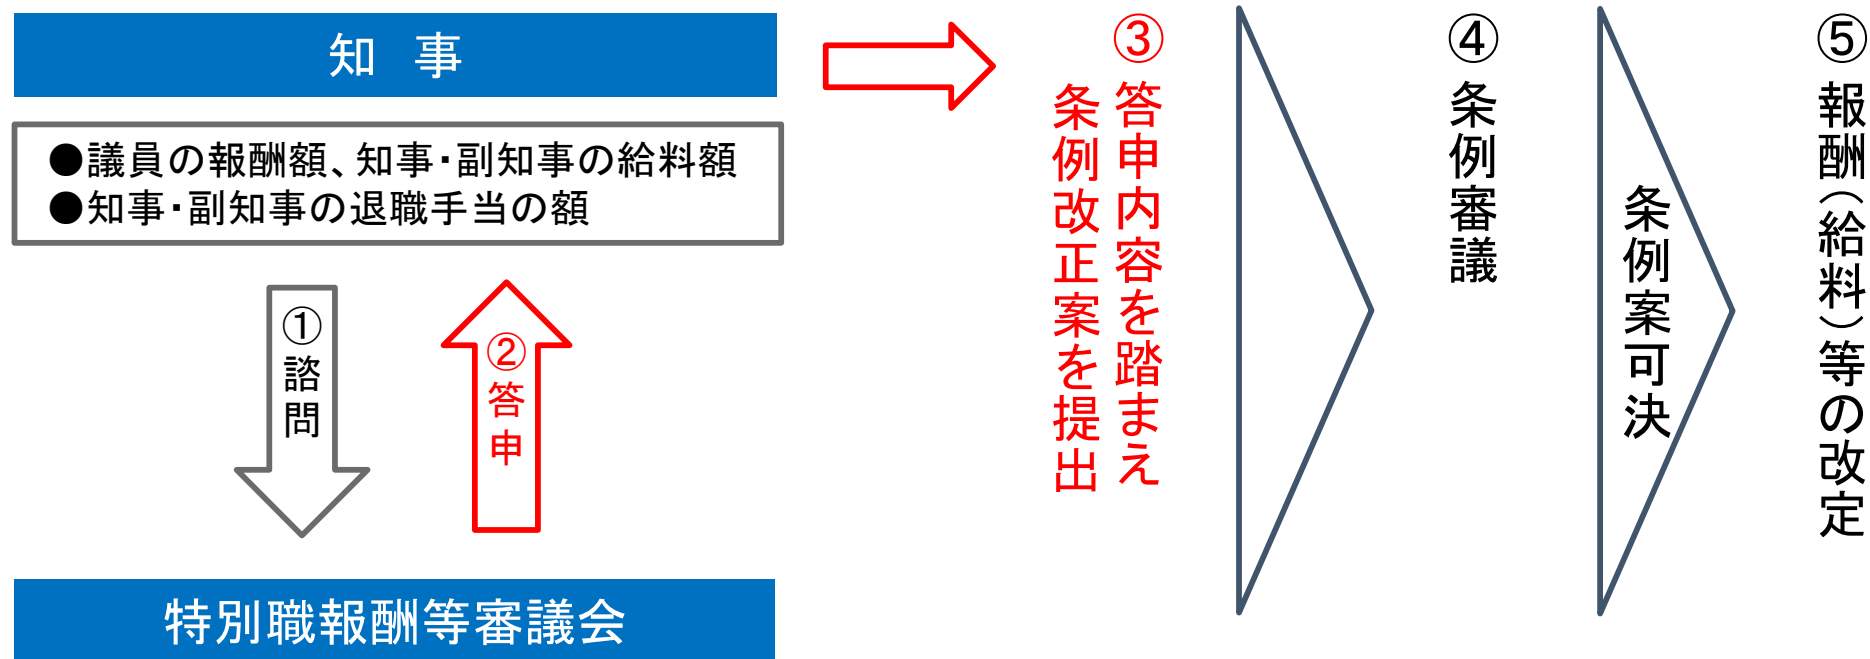 知 事
●議員の報酬額、知事・副知事の給料額
●知事・副知事の退職手当の額
①諮問
②答申
特別職報酬等審議会
③答申内容を踏まえ
条例改正案を提出
④条例審議
条例案可決
⑤報酬(給料)等の改定